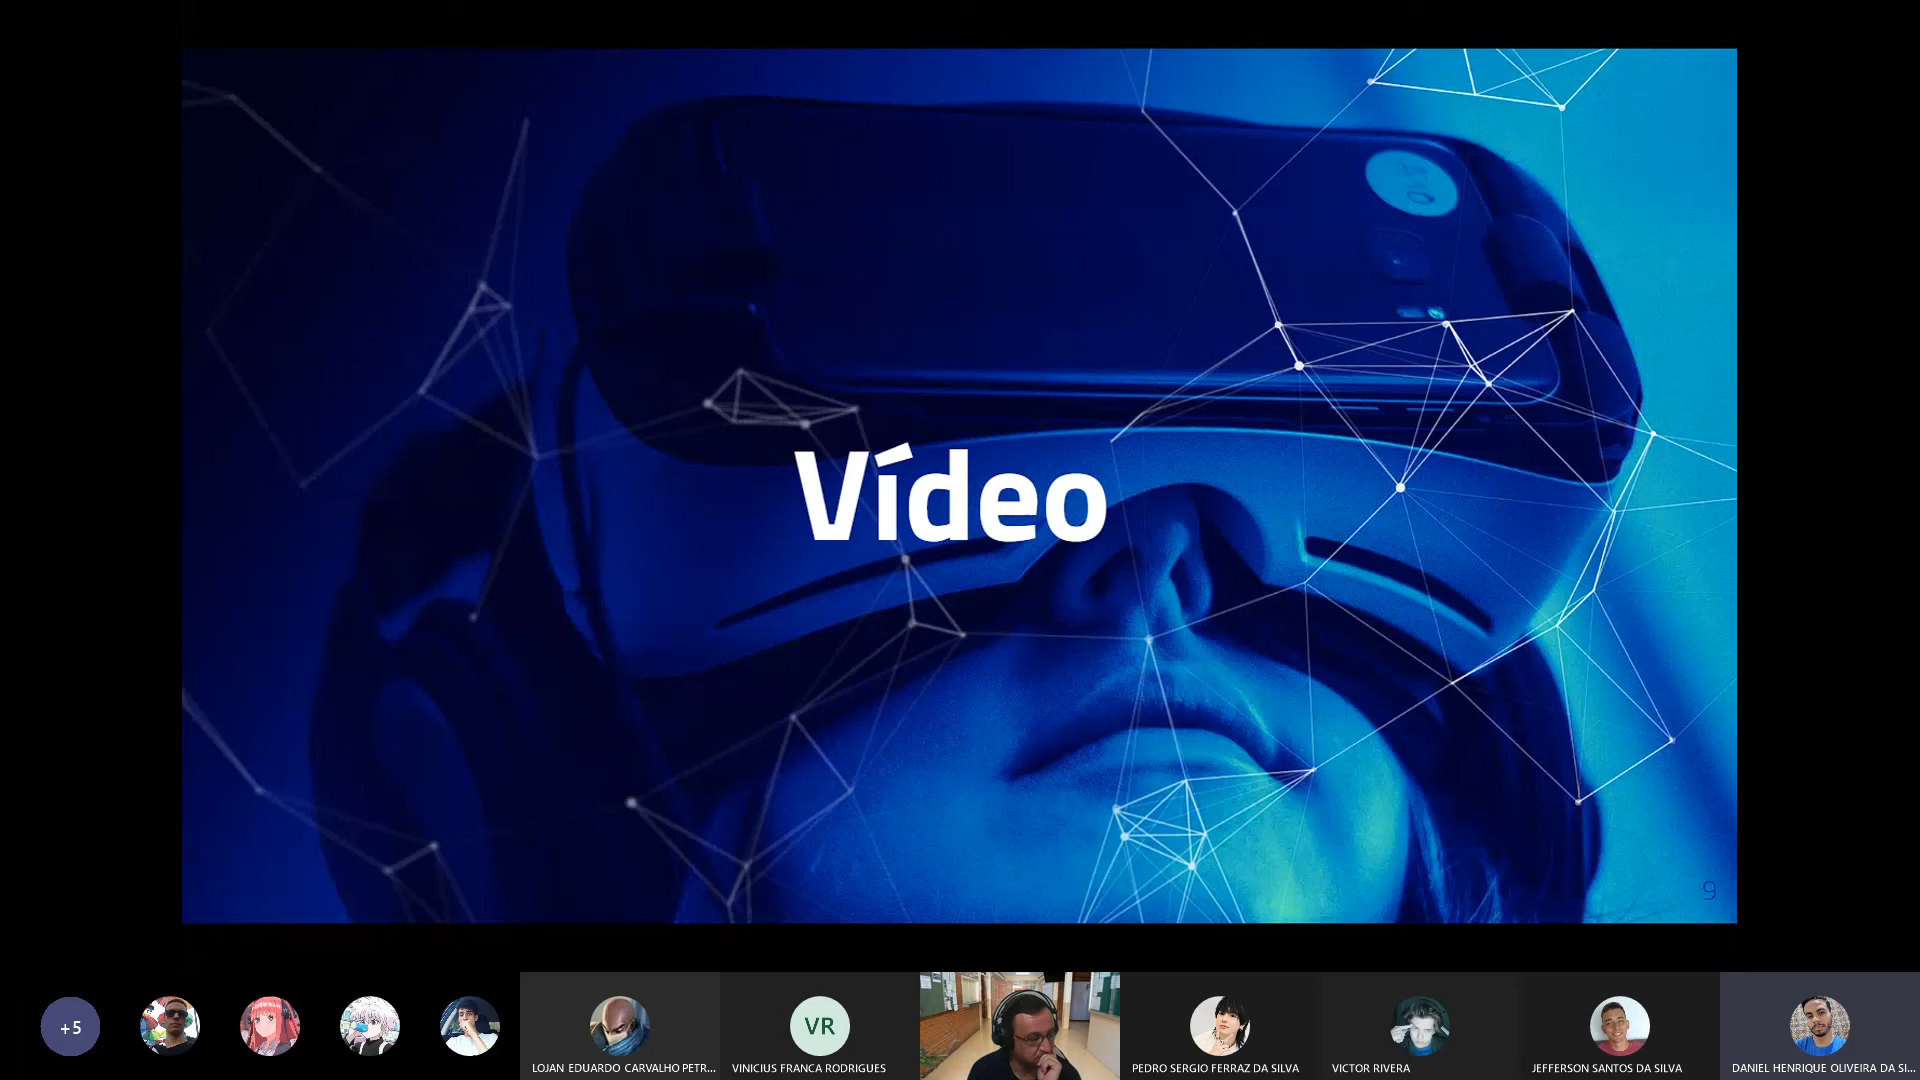 Vídeo
9
+5
LOJAN EDUARDO CARVALHO PETR...
VR
VINICIUS FRANCA RODRIGUES
PEDRO SERGIO FERRAZ DA SILVA
VICTOR RIVERA
JEFFERSON SANTOS DA SILVA
DANIEL HENRIQUE OLIVEIRA DA SI...